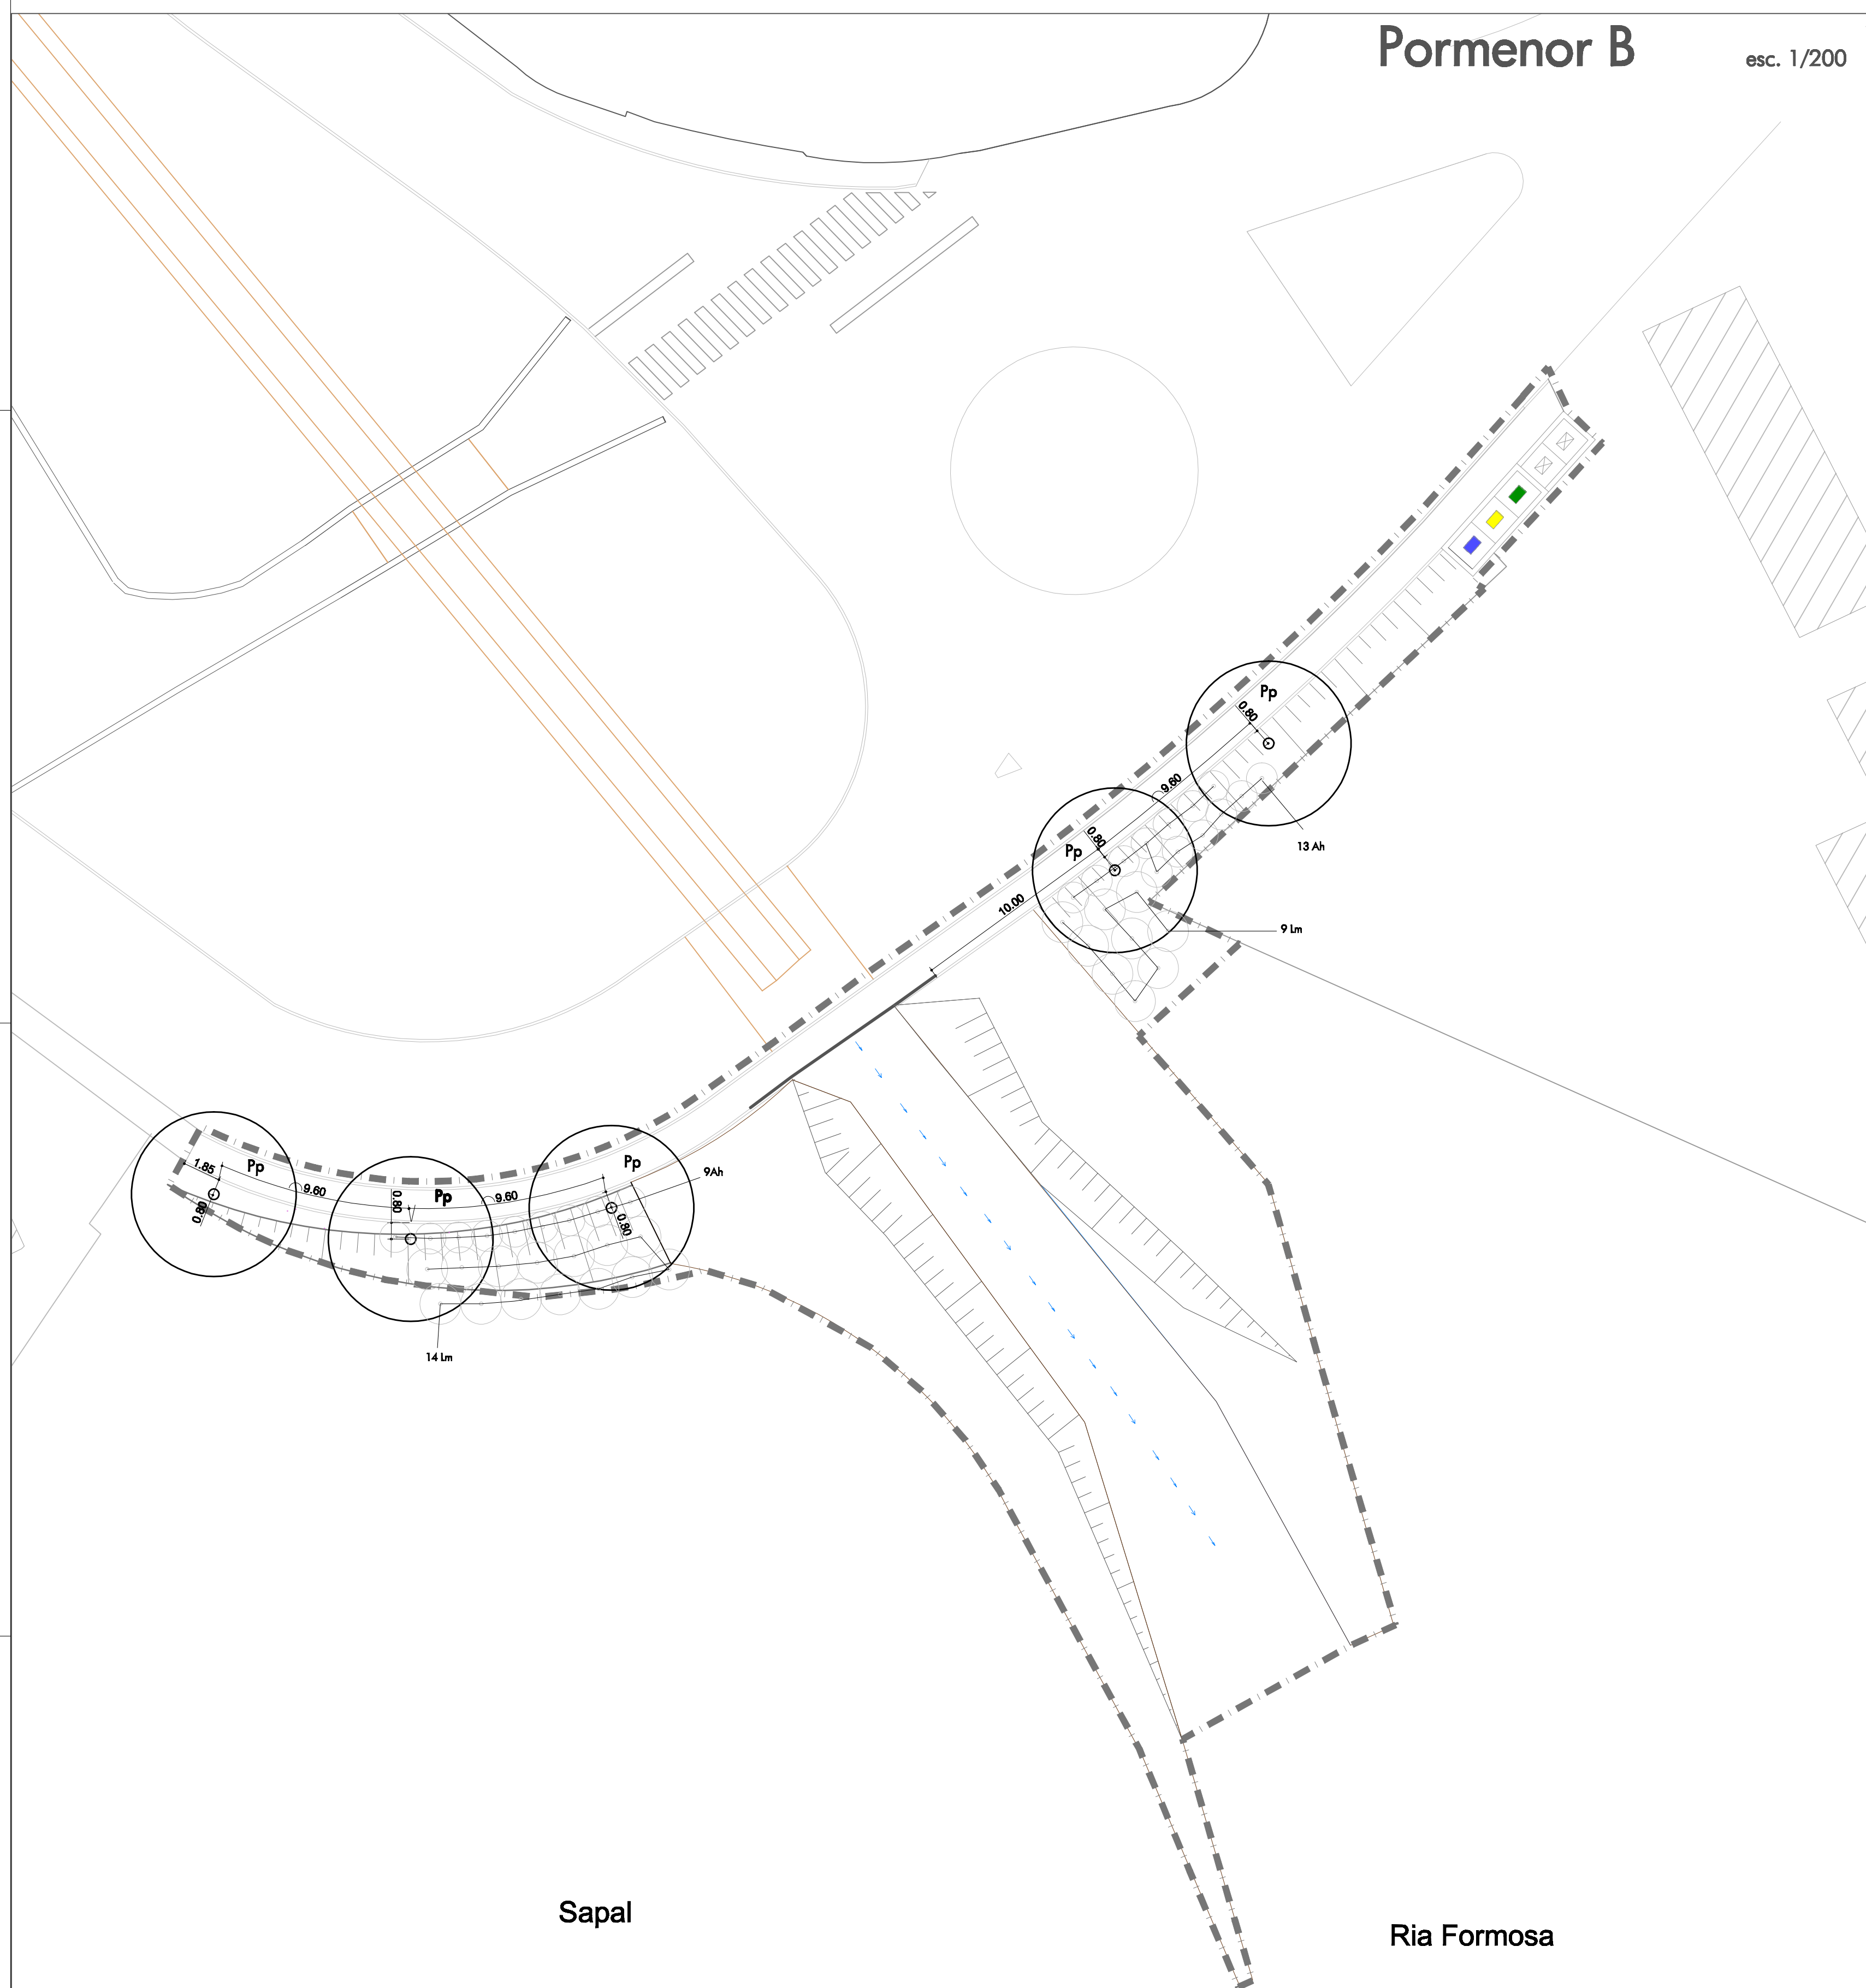 Pormenor B
esc. 1/200
Pp
0.80
9.60
0.80
Pp
13 Ah
10.00
9 Lm
1.85
Pp
9.60
0.80
0.80
Pp
9.60
Pp
0.80
9Ah
14 Lm
Sapal
Ria Formosa